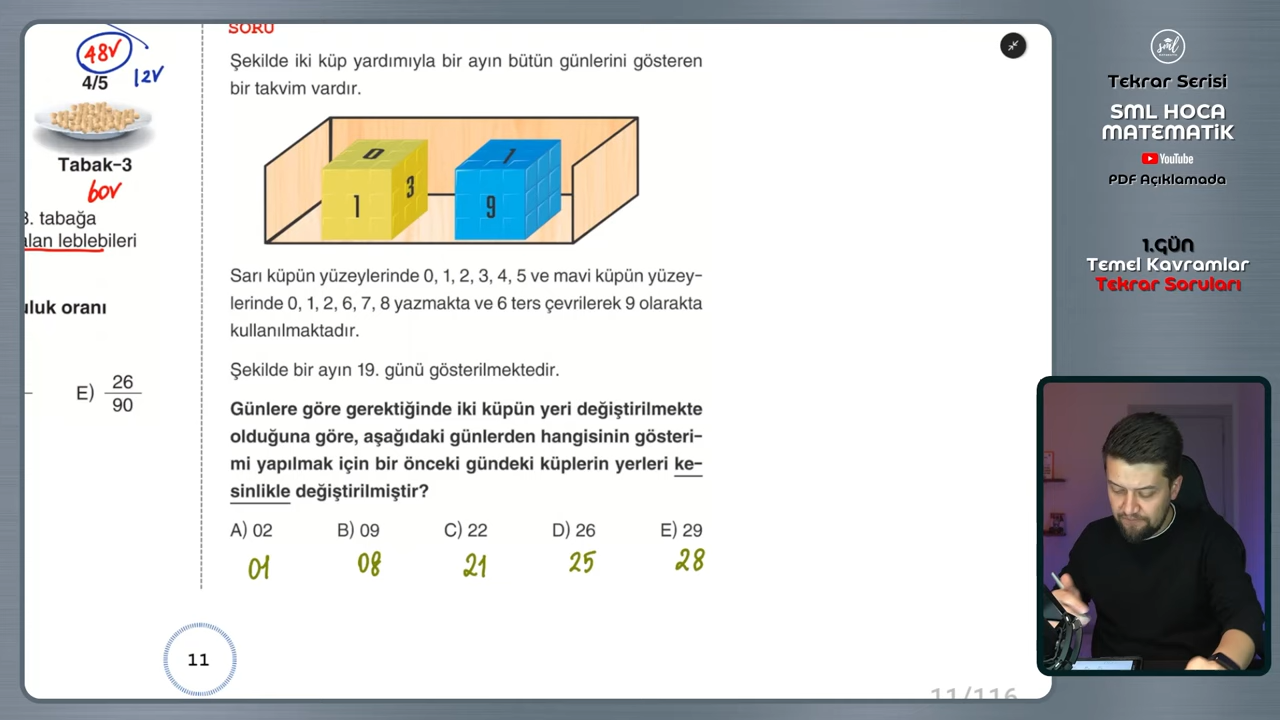 48V
12V
4/5
Tabak-3
60V
3. tabağa
alan leblebileri
uluk oranı
E) 26
90
SORU
Şekilde iki küp yardımıyla bir ayın bütün günlerini gösteren
bir takvim vardır.
0
1
3
1
9
Sarı küpün yüzeylerinde 0, 1, 2, 3, 4, 5 ve mavi küpün yüzey-
lerinde 0, 1, 2, 6, 7, 8 yazmakta ve 6 ters çevrilerek 9 olarakta
kullanılmaktadır.
Şekilde bir ayın 19. günü gösterilmektedir.
Günlere göre gerektiğinde iki küpün yeri değiştirilmekte
olduğuna göre, aşağıdaki günlerden hangisinin gösteri-
mi yapılmak için bir önceki gündeki küplerin yerleri ke-
sinlikle değiştirilmiştir?
A) 02 B) 09 C) 22 D) 26 E) 29
01 08 21 25 28
11
11/116
sml
Tekrar Serisi
SML HOCA
MATEMATİK
YouTube
PDF Açıklamada
1.GÜN
Temel Kavramlar
Tekrar Soruları